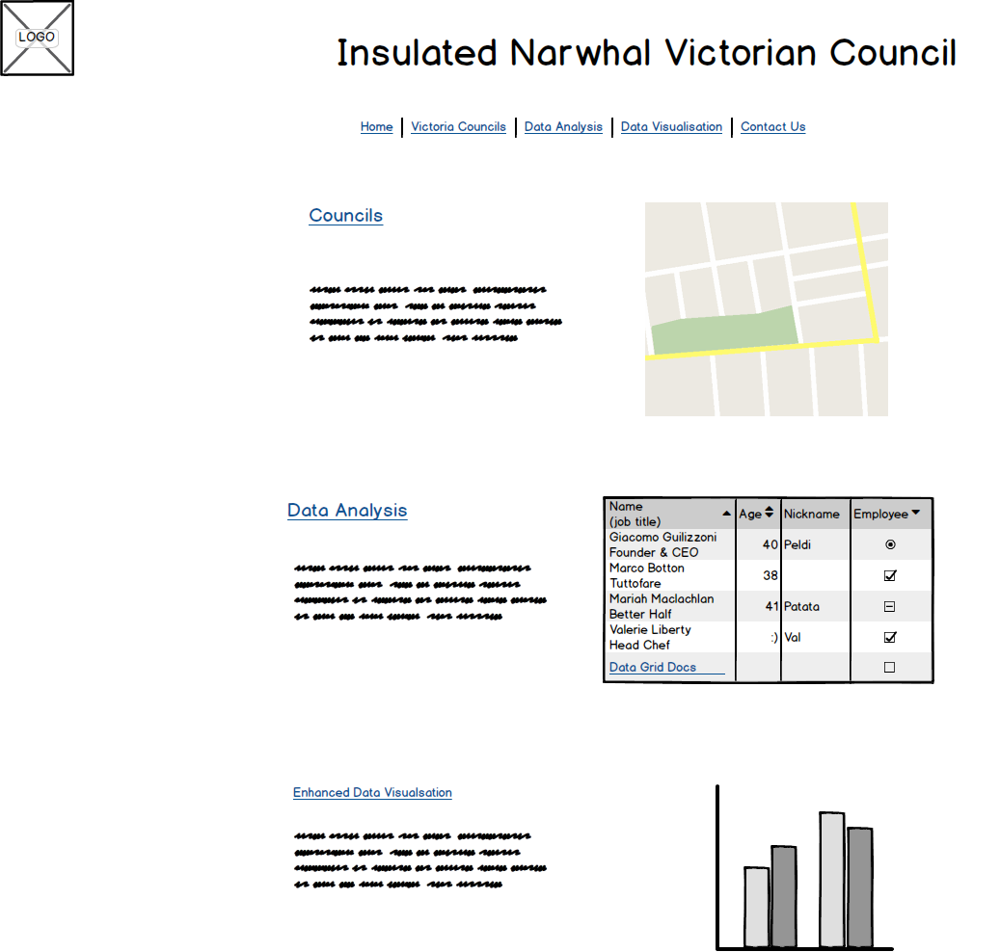 LOGO
Insulated Narwhal Victorian Council
Home | Victoria Councils | Data Analysis | Data Visualisation | Contact Us
Councils
Data Analysis
Name
(job title) Age Nickname Employee
Giacomo Guilizzoni
Founder & CEO 40 Peldi
Marco Botton
Tuttofare 38
Mariah Maclachlan
Better Half 41 Patata
Valerie Liberty
Head Chef :) Val
Data Grid Docs
Enhanced Data Visualsation